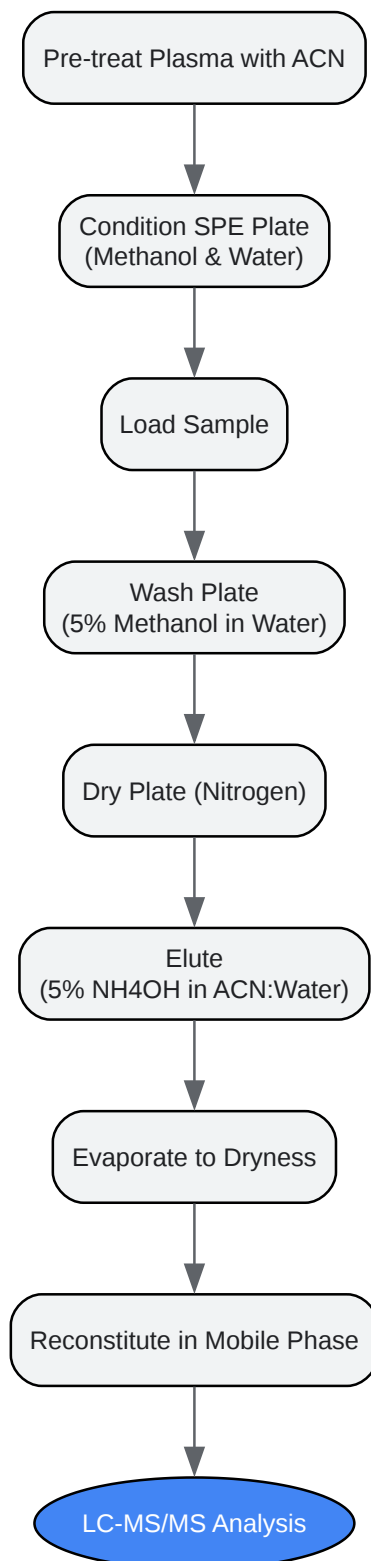 Pre-treat Plasma with ACN
Condition SPE Plate
(Methanol & Water)
Load Sample
Wash Plate
(5% Methanol in Water)
Dry Plate (Nitrogen)
Elute
(5% NH4OH in ACN:Water)
Evaporate to Dryness
Reconstitute in Mobile Phase
LC-MS/MS Analysis